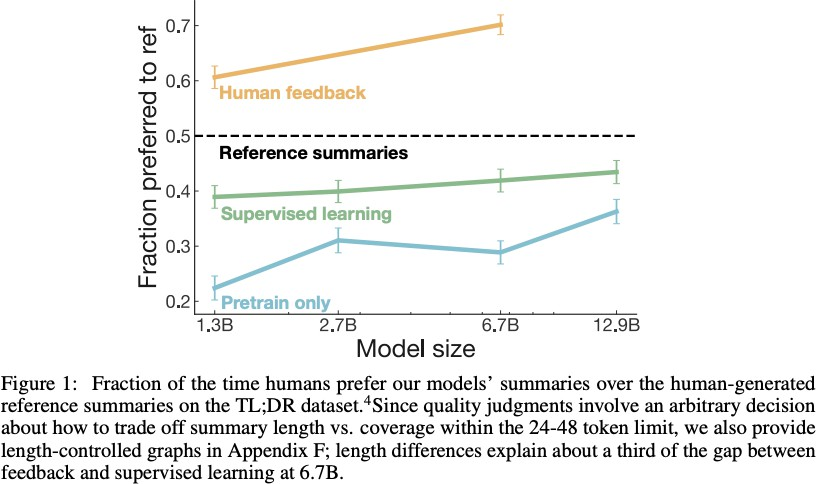 Fraction preferred to ref
0.7
0.6
Human feedback
0.5
Reference summaries
0.4
Supervised learning
0.3
0.2
Pretrain only
1.3B 2.7B 6.7B 12.9B
Model size
Figure 1: Fraction of the time humans prefer our models’ summaries over the human-generated
reference summaries on the TL;DR dataset.⁴Since quality judgments involve an arbitrary decision
about how to trade off summary length vs. coverage within the 24-48 token limit, we also provide
length-controlled graphs in Appendix F; length differences explain about a third of the gap between
feedback and supervised learning at 6.7B.